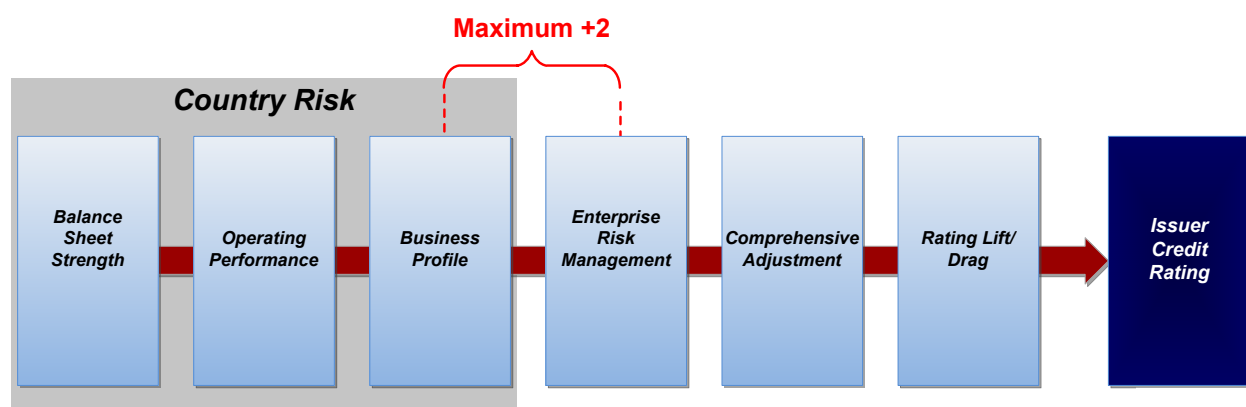 Maximum +2
Country Risk
Balance
Sheet
Strength
Operating
Performance
Business
Profile
Enterprise
Risk
Management
Comprehensive
Adjustment
Rating Lift/
Drag
Issuer
Credit
Rating